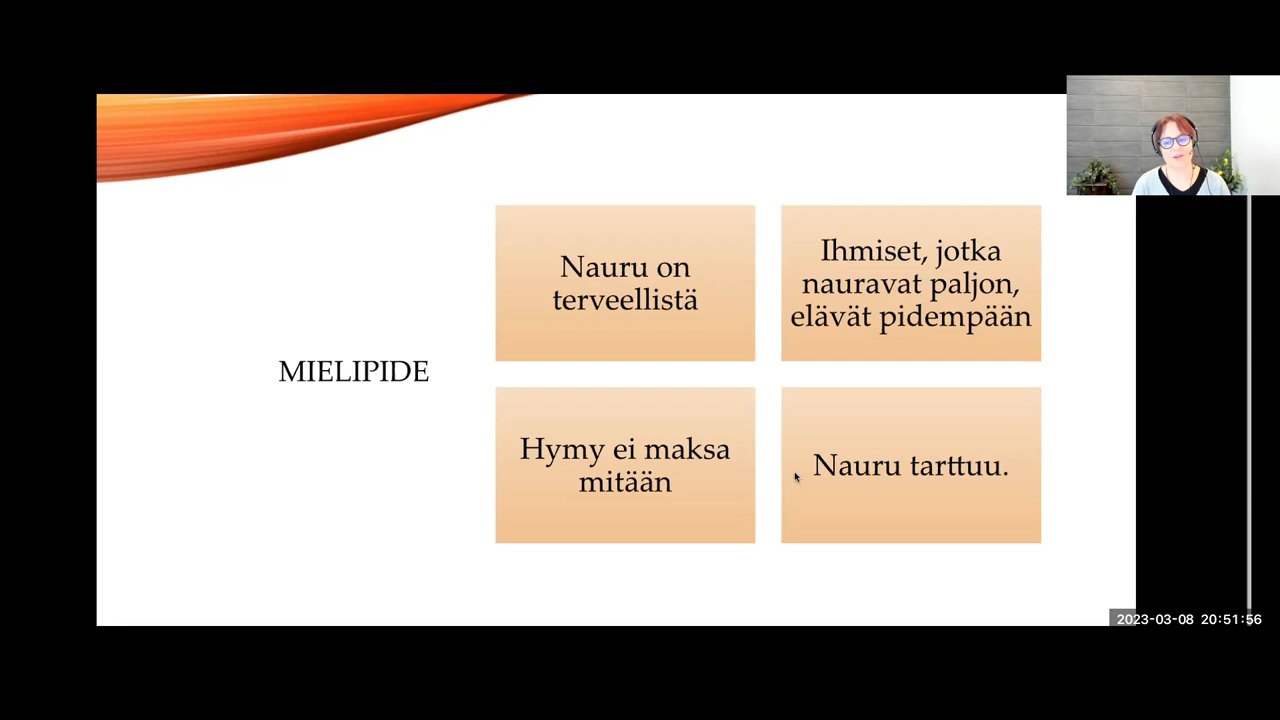 MIELIPIDE
Nauru on
terveellistä
Ihmiset, jotka
nauravat paljon,
elävät pidempään
Hymy ei maksa
mitään
Nauru tarttuu.
2023-03-08 20:51:56